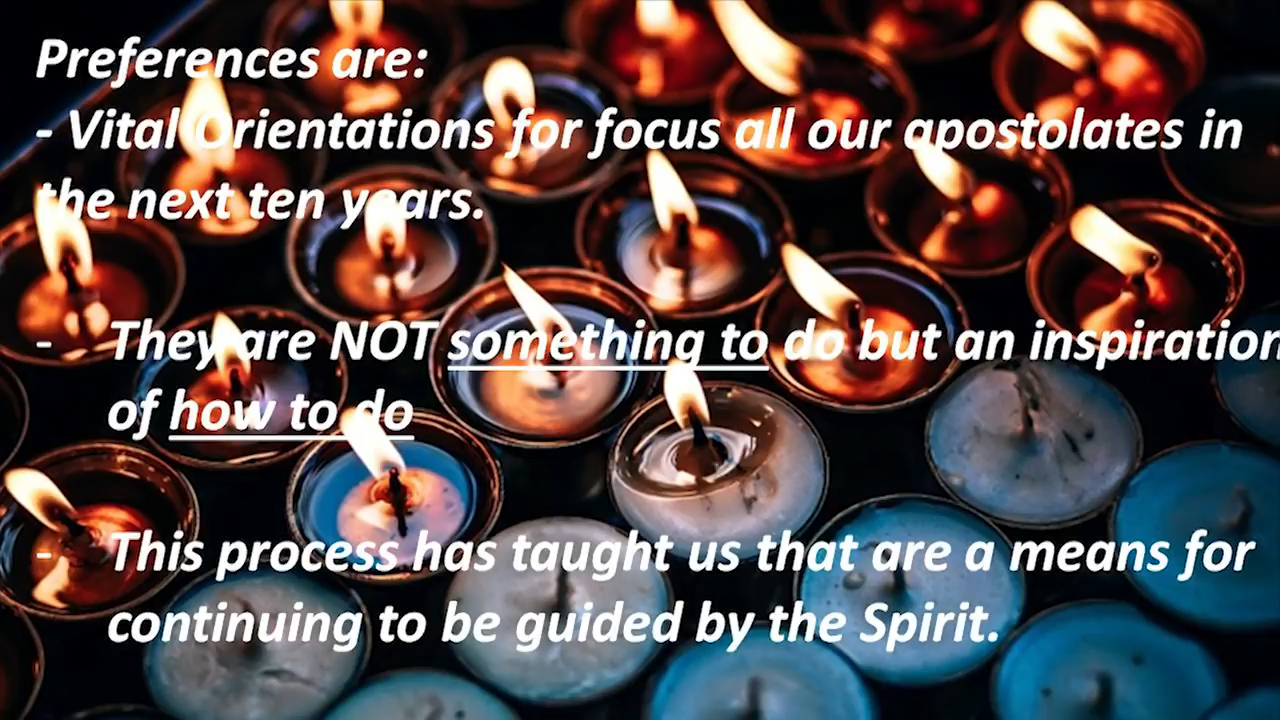 Preferences are:
- Vital Orientations for focus all our apostolates in
the next ten years.
- They are NOT something to do but an inspiration
of how to do
- This process has taught us that are a means for
continuing to be guided by the Spirit.